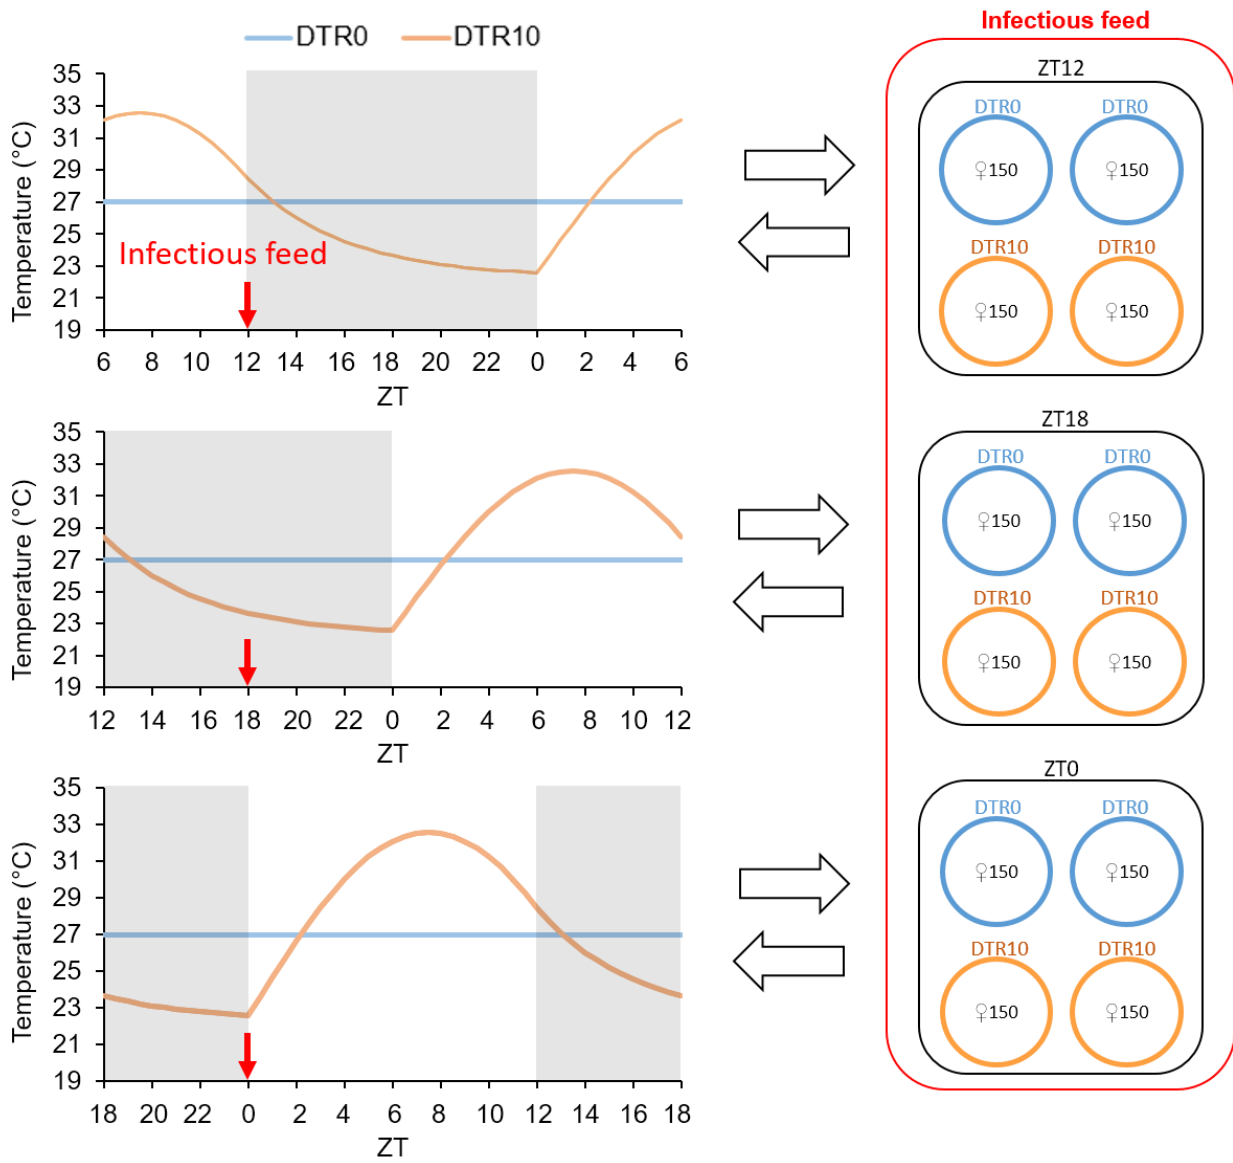 DTR0 DTR10
Infectious feed
35
33
31
29
27
25
23
21
19
Temperature (°C)
Infectious feed
6 8 10 12 14 16 18 20 22 0 2 4 6
ZT
ZT12
DTR0 DTR0
♀150 ♀150
DTR10 DTR10
♀150 ♀150
35
33
31
29
27
25
23
21
19
Temperature (°C)
12 14 16 18 20 22 0 2 4 6 8 10 12
ZT
ZT18
DTR0 DTR0
♀150 ♀150
DTR10 DTR10
♀150 ♀150
35
33
31
29
27
25
23
21
19
Temperature (°C)
18 20 22 0 2 4 6 8 10 12 14 16 18
ZT
ZT0
DTR0 DTR0
♀150 ♀150
DTR10 DTR10
♀150 ♀150